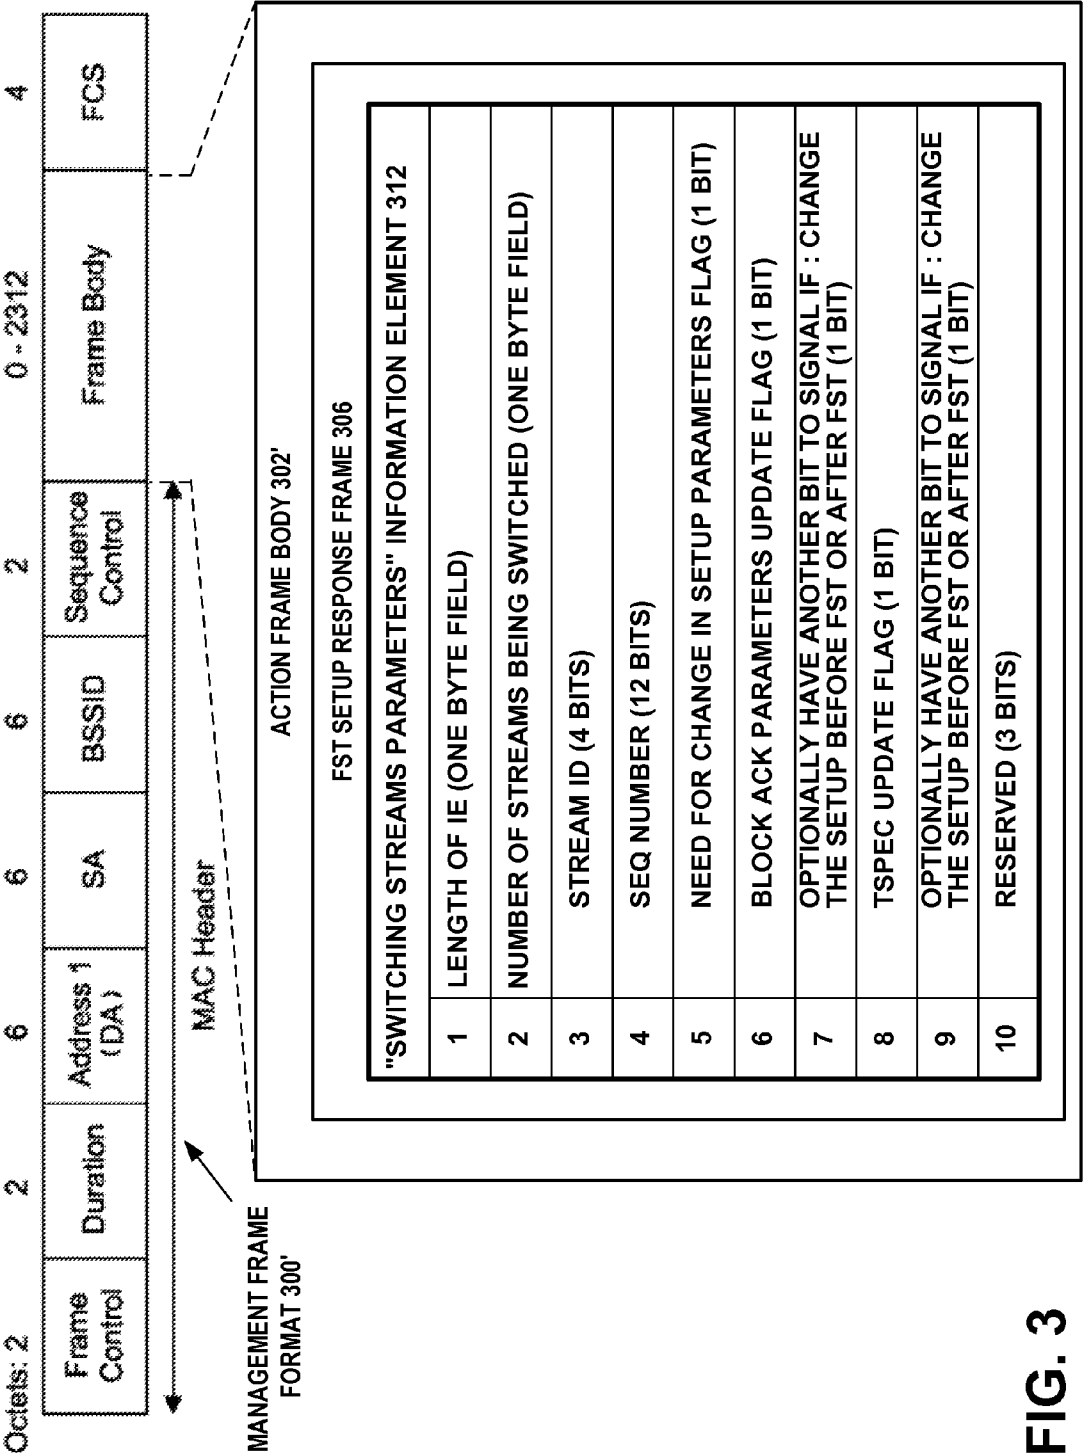 Octets: 2 2 6 6 6 2 0 - 2312 4
Frame
Control
Duration
Address 1
(DA)
SA
BSSID
Sequence
Control
Frame Body
FCS
MAC Header
MANAGEMENT FRAME
FORMAT 300'
ACTION FRAME BODY 302'
FST SETUP RESPONSE FRAME 306
"SWITCHING STREAMS PARAMETERS" INFORMATION ELEMENT 312
1 LENGTH OF IE (ONE BYTE FIELD)
2 NUMBER OF STREAMS BEING SWITCHED (ONE BYTE FIELD)
3 STREAM ID (4 BITS)
4 SEQ NUMBER (12 BITS)
5 NEED FOR CHANGE IN SETUP PARAMETERS FLAG (1 BIT)
6 BLOCK ACK PARAMETERS UPDATE FLAG (1 BIT)
7 OPTIONALLY HAVE ANOTHER BIT TO SIGNAL IF : CHANGE
THE SETUP BEFORE FST OR AFTER FST (1 BIT)
8 TSPEC UPDATE FLAG (1 BIT)
9 OPTIONALLY HAVE ANOTHER BIT TO SIGNAL IF : CHANGE
THE SETUP BEFORE FST OR AFTER FST (1 BIT)
10 RESERVED (3 BITS)
FIG. 3